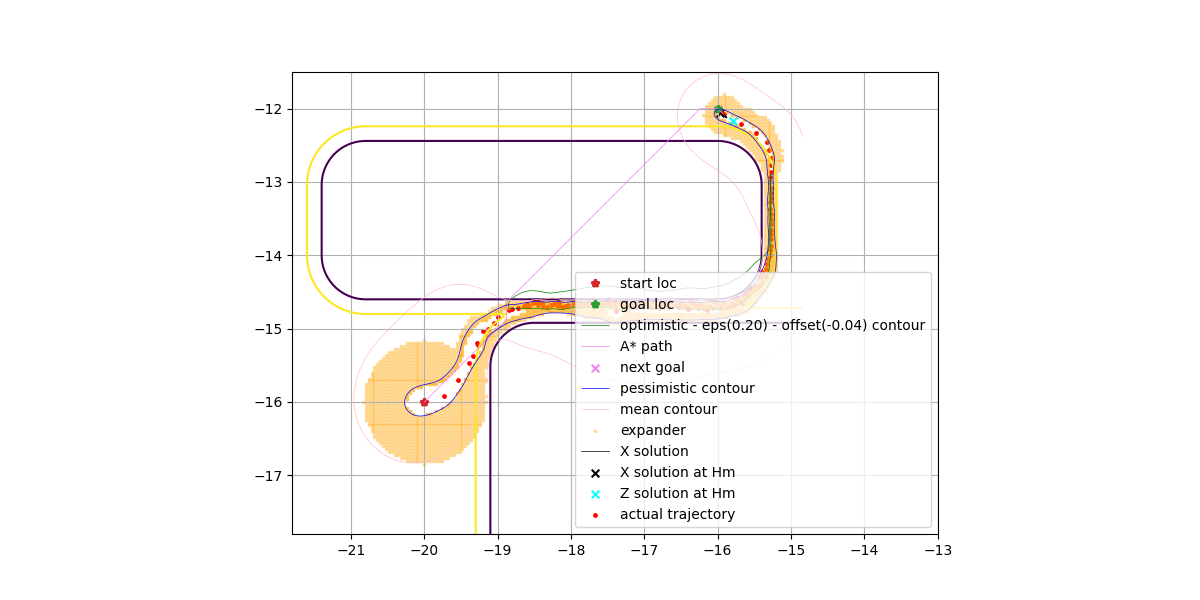 −12
−13
−14
−15
−16
−17
start loc
goal loc
optimistic - eps(0.20) - offset(-0.04) contour
A* path
next goal
pessimistic contour
mean contour
expander
X solution
X solution at Hm
Z solution at Hm
actual trajectory
−21 −20 −19 −18 −17 −16 −15 −14 −13